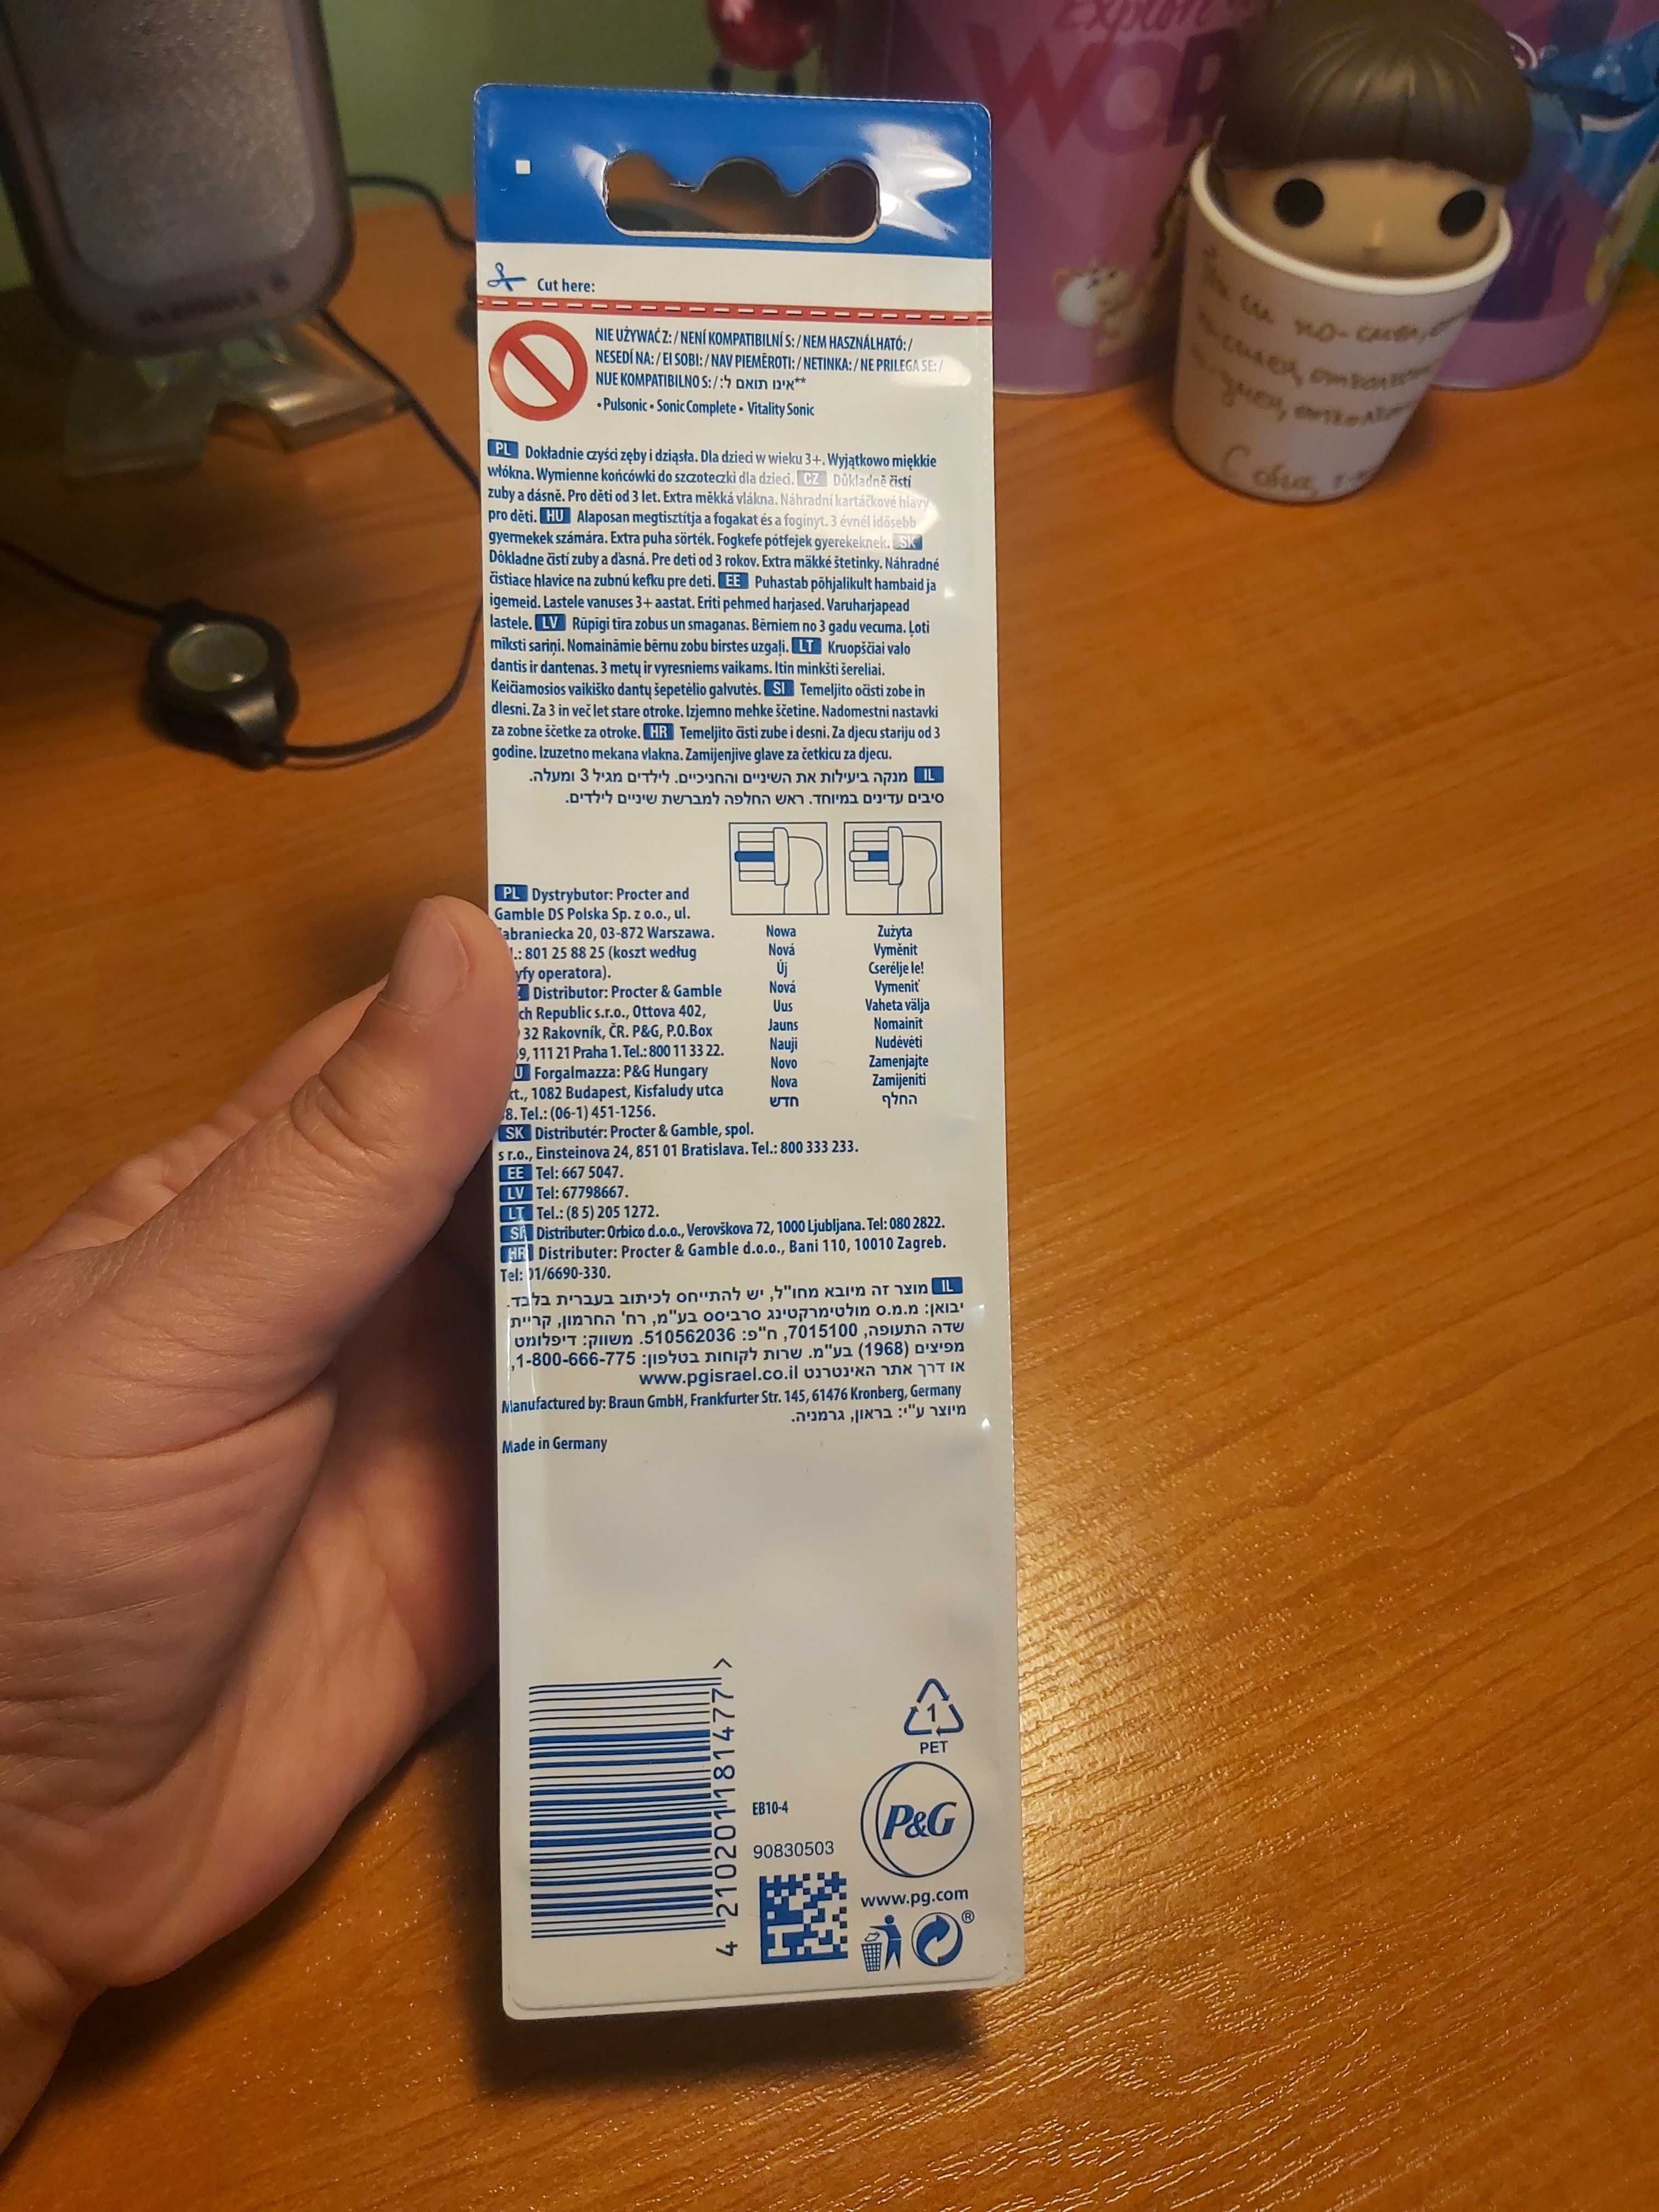 Explore
WOR
Cut here:
NIE UŻYWAĆ Z: / NENÍ KOMPATIBILNÍ S: / NEM HASZNÁLHATÓ: /
NESEDÍ NA: / EI SOBI: / NAV PIEMĒROTI: / NETINKA: / NE PRILEGA SE: /
NIJE KOMPATIBILNO S: / אינו תואם ל:**
• Pulsonic • Sonic Complete • Vitality Sonic
PL Dokładnie czyści zęby i dziąsła. Dla dzieci w wieku 3+. Wyjątkowo miękkie
włókna. Wymienne końcówki do szczoteczki dla dzieci. CZ Důkladně čistí
zuby a dásně. Pro děti od 3 let. Extra měkká vlákna. Náhradní kartáčkové hlavy
pro děti. HU Alaposan megtisztítja a fogakat és a fogínyt. 3 évnél idősebb
gyermekek számára. Extra puha sörték. Fogkefe pótfejek gyerekeknek. SK
Dôkladne čistí zuby a ďasná. Pre deti od 3 rokov. Extra mäkké štetinky. Náhradné
čistiace hlavice na zubnú kefku pre deti. EE Puhastab põhjalikult hambaid ja
igemeid. Lastele vanuses 3+ aastat. Eriti pehmed harjased. Varuharjapead
lastele. LV Rūpīgi tīra zobus un smaganas. Bērniem no 3 gadu vecuma. Ļoti
mīksti sariņi. Nomaināmie bērnu zobu birstes uzgaļi. LT Kruopščiai valo
dantis ir dantenas. 3 metų ir vyresniems vaikams. Itin minkšti šereliai.
Keičiamosios vaikiško dantų šepetėlio galvutės. SI Temeljito očisti zobe in
dlesni. Za 3 in več let stare otroke. Izjemno mehke ščetine. Nadomestni nastavki
za zobne ščetke za otroke. HR Temeljito čisti zube i desni. Za djecu stariju od 3
godine. Izuzetno mekana vlakna. Zamijenjive glave za četkicu za djecu.
IL מנקה ביעילות את השיניים והחניכיים. לילדים מגיל 3 ומעלה.
סיבים עדינים במיוחד. ראש החלפה למברשת שיניים לילדים.
PL Dystrybutor: Procter and
Gamble DS Polska Sp. z o.o., ul.
abraniecka 20, 03-872 Warszawa.
.: 801 25 88 25 (koszt według
yfy operatora).
Distributor: Procter & Gamble
ch Republic s.r.o., Ottova 402,
32 Rakovník, ČR. P&G, P.O.Box
9, 111 21 Praha 1. Tel.: 800 11 33 22.
U Forgalmazza: P&G Hungary
kt., 1082 Budapest, Kisfaludy utca
8. Tel.: (06-1) 451-1256.
SK Distributér: Procter & Gamble, spol.
s r.o., Einsteinova 24, 851 01 Bratislava. Tel.: 800 333 233.
EE Tel: 667 5047.
LV Tel: 67798667.
LT Tel.: (8 5) 205 1272.
SI Distributer: Orbico d.o.o., Verovškova 72, 1000 Ljubljana. Tel: 080 2822.
HR Distributer: Procter & Gamble d.o.o., Bani 110, 10010 Zagreb.
Tel: 01/6690-330.
Nowa Zużyta
Nová Vyměnit
Új Cserélje le!
Nová Vymeniť
Uus Vaheta välja
Jauns Nomainīt
Nauji Nudėvėti
Novo Zamenjajte
Nova Zamijeniti
חדש החלף
IL מוצר זה מיובא מחו"ל, יש להתייחס לכיתוב בעברית בלבד.
יבואן: מ.מ.ס מולטימרקטינג סרביסס בע"מ, רח' החרמון, קריית
שדה התעופה, 7015100, ח"פ: 510562036. משווק: דיפלומט
מפיצים (1968) בע"מ. שרות לקוחות בטלפון: 1-800-666-775,
או דרך אתר האינטרנט www.pgisrael.co.il
Manufactured by: Braun GmbH, Frankfurter Str. 145, 61476 Kronberg, Germany
מיוצר ע"י: בראון, גרמניה.
Made in Germany
4 210201 181477 >
EB10-4
90830503
1
PET
P&G
www.pg.com
®